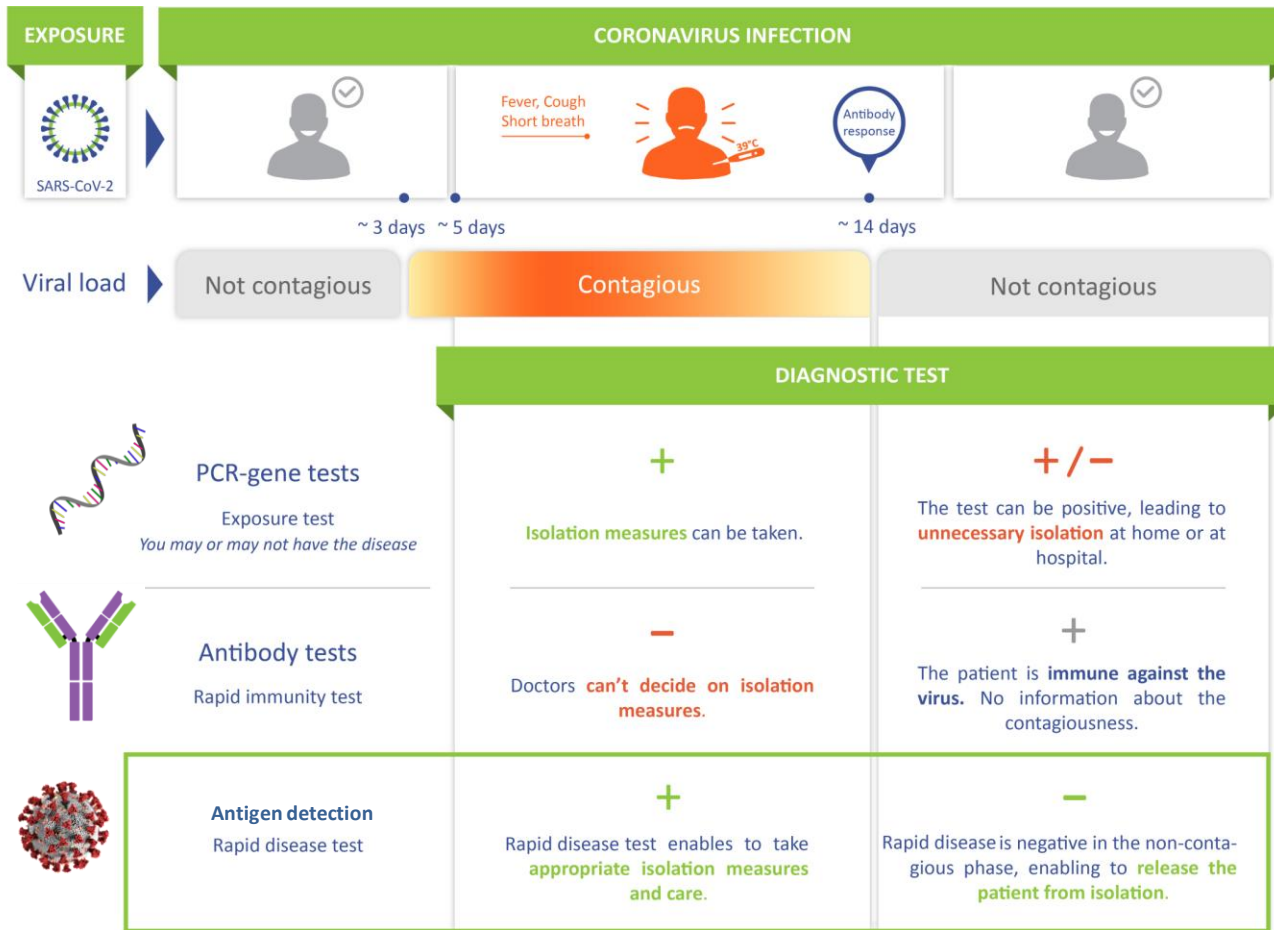 EXPOSURE
CORONAVIRUS INFECTION
SARS-CoV-2
Fever, Cough
Short breath
39°C
Antibody
response
~ 3 days
~ 5 days
~ 14 days
Viral load
Not contagious
Contagious
Not contagious
DIAGNOSTIC TEST
PCR-gene tests
Exposure test
You may or may not have the disease
+
Isolation measures can be taken.
+/−
The test can be positive, leading to
unnecessary isolation at home or at
hospital.
Antibody tests
Rapid immunity test
−
Doctors can't decide on isolation
measures.
+
The patient is immune against the
virus. No information about the
contagiousness.
Antigen detection
Rapid disease test
+
Rapid disease test enables to take
appropriate isolation measures
and care.
−
Rapid disease is negative in the non-conta-
gious phase, enabling to release the
patient from isolation.